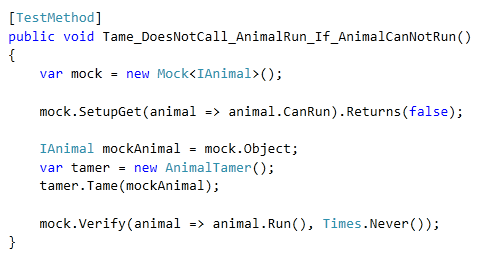 [TestMethod]
public void Tame_DoesNotCall_AnimalRun_If_AnimalCanNotRun()
{
    var mock = new Mock<IAnimal>();

    mock.SetupGet(animal => animal.CanRun).Returns(false);

    IAnimal mockAnimal = mock.Object;
    var tamer = new AnimalTamer();
    tamer.Tame(mockAnimal);

    mock.Verify(animal => animal.Run(), Times.Never());
}